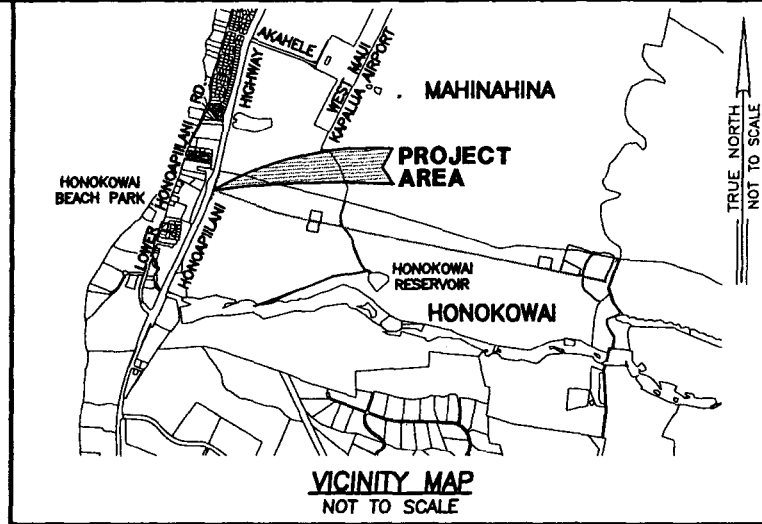 AKAHELE
WEST MAUI
KAPALUA AIRPORT
MAHINAHINA
HIGHWAY
LOWER HONOAPIILANI RD.
PROJECT
AREA
HONOKOWAI
BEACH PARK
HONOAPIILANI
HONOKOWAI
RESERVOIR
HONOKOWAI
TRUE NORTH
NOT TO SCALE
VICINITY MAP
NOT TO SCALE